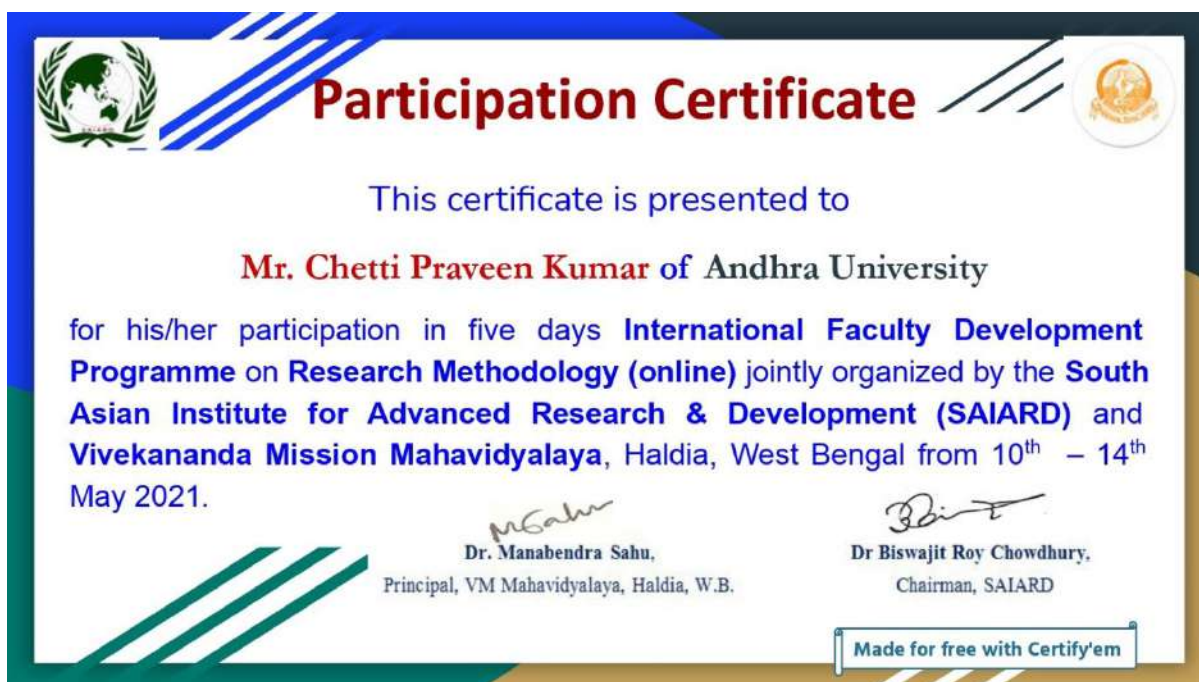 Participation Certificate
This certificate is presented to
Mr. Chetti Praveen Kumar of Andhra University
for his/her participation in five days International Faculty Development
Programme on Research Methodology (online) jointly organized by the South
Asian Institute for Advanced Research & Development (SAIARD) and
Vivekananda Mission Mahavidyalaya, Haldia, West Bengal from 10th – 14th
May 2021.
Dr. Manabendra Sahu,
Principal, VM Mahavidyalaya, Haldia, W.B.
Dr Biswajit Roy Chowdhury,
Chairman, SAIARD
Made for free with Certify'em